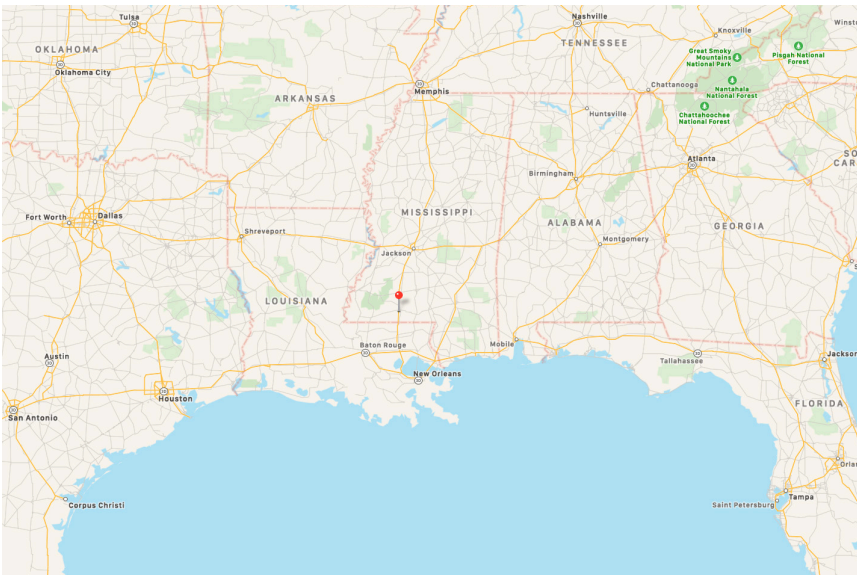 Tulsa
Nashville
Knoxville
OKLAHOMA
TENNESSEE
Great Smoky
Mountains
National Park
Pisgah National
Forest
Oklahoma City
Chattanooga
Nantahala
National Forest
Memphis
ARKANSAS
Chattahoochee
National Forest
Huntsville
Atlanta
Birmingham
Fort Worth
Dallas
MISSISSIPPI
ALABAMA
GEORGIA
Shreveport
Jackson
Montgomery
LOUISIANA
Baton Rouge
Mobile
Austin
Tallahassee
New Orleans
Houston
San Antonio
FLORIDA
Corpus Christi
Tampa
Saint Petersburg